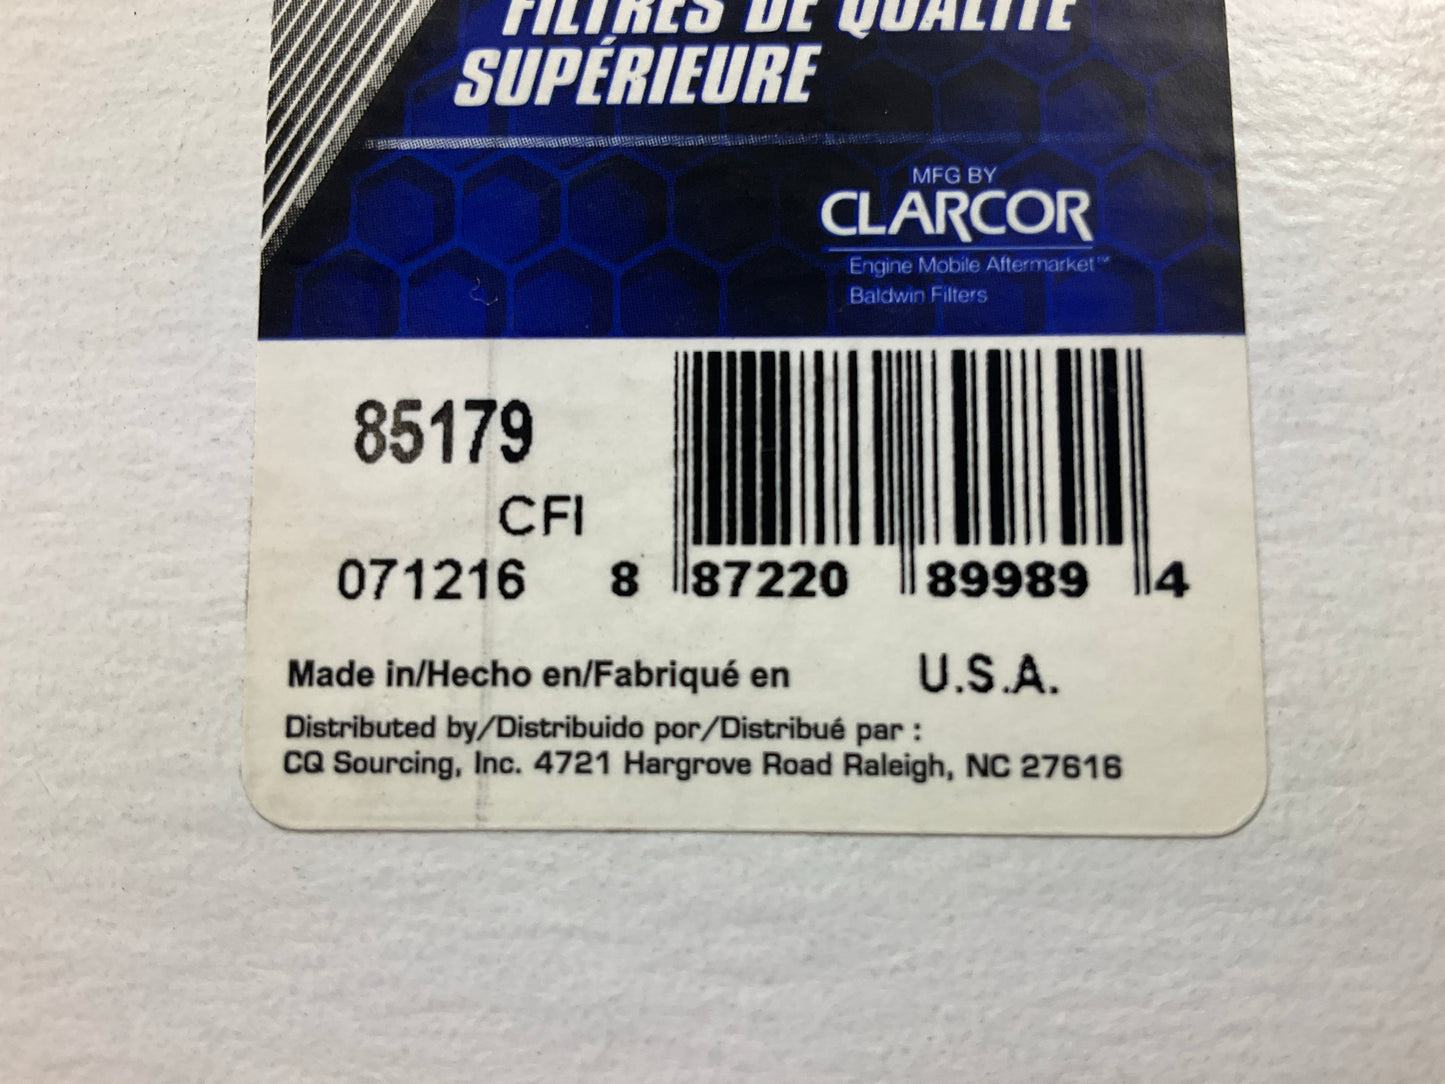 FILTRES DE QUALITÉ
SUPÉRIEURE
MFG BY
CLARCOR
Engine Mobile Aftermarket™
Baldwin Filters
85179
CFI
071216
8 87220 89989 4
Made in/Hecho en/Fabriqué en U.S.A.
Distributed by/Distribuido por/Distribué par :
CQ Sourcing, Inc. 4721 Hargrove Road Raleigh, NC 27616